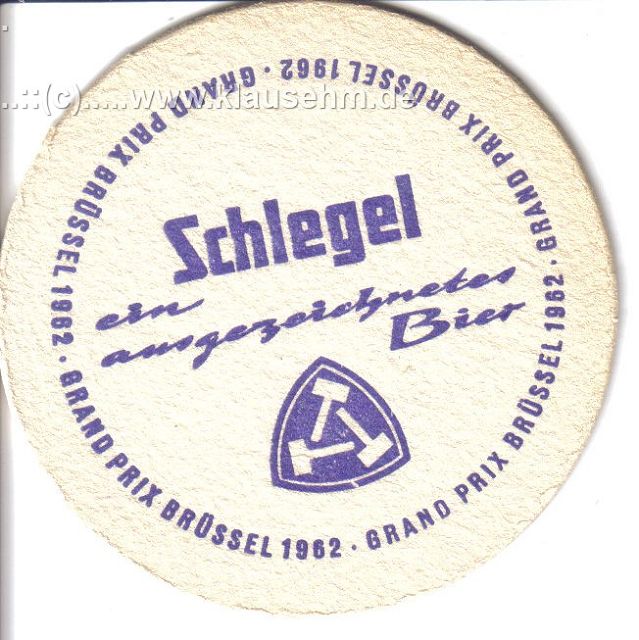 ..::(c).....www.klausehm.de
GRAND PRIX BRÜSSEL 1962 · GRAND PRIX BRÜSSEL 1962 · GRAND PRIX BRÜSSEL 1962 · GRAND PRIX BRÜSSEL 1962 ·
Schlegel
ein
ausgezeichnetes
Bier